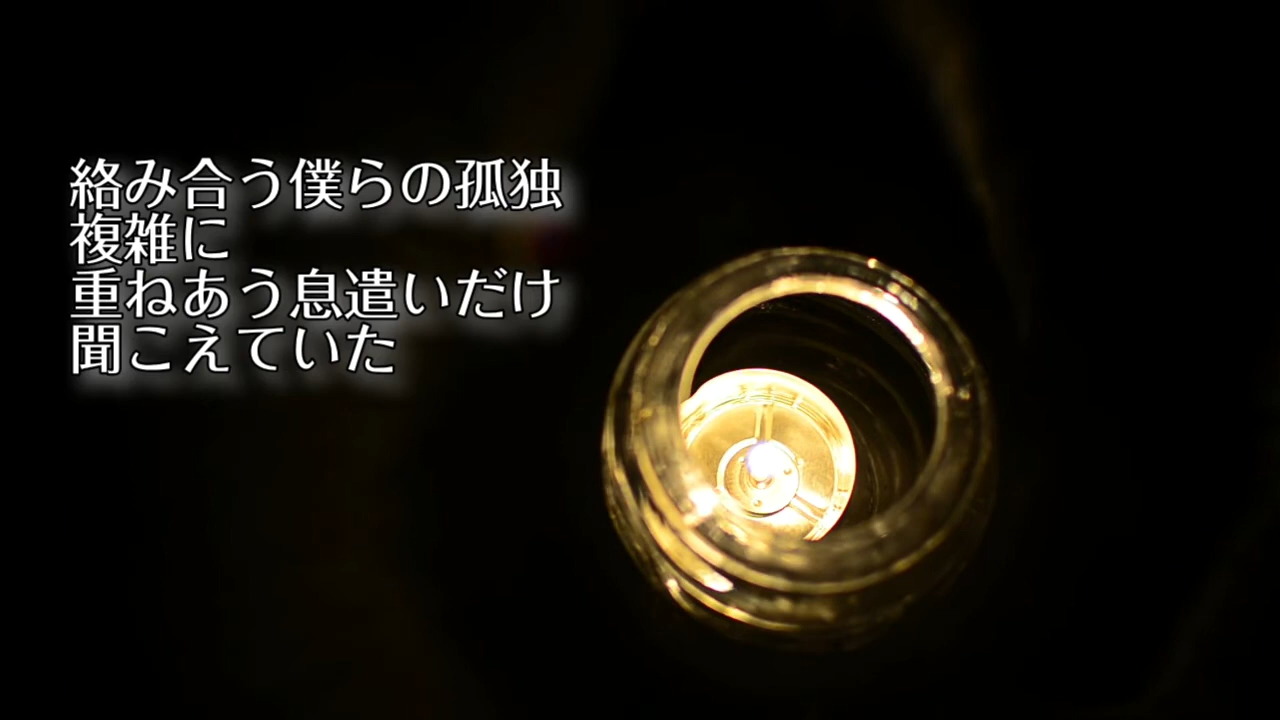 絡み合う僕らの孤独
複雑に
重ねあう息遣いだけ
聞こえていた